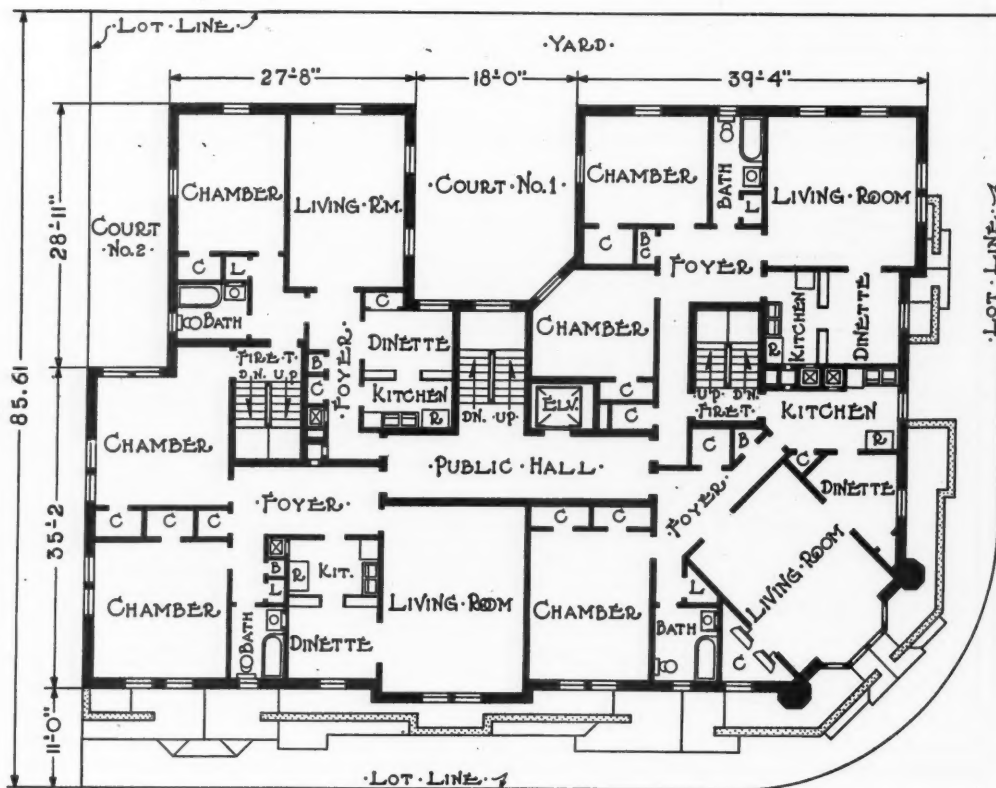 ·LOT·LINE·
·YARD·
27'-8"
18'-0"
39'-4"
85.61
28'-11"
35'-2
11'-0"
COURT
No.2
CHAMBER
LIVING·R'M.
·COURT·No.1·
CHAMBER
BATH
LIVING·ROOM
LOT·LINE
C
L
BATH
C
B
C
L
FOYER
CHAMBER
C
DINETTE
KITCHEN
R
FOYER
B
C
FIRE T.
D.N. UP
DN. UP
ELV.
C
C
UP. D'N.
FIRE T.
KITCHEN
R
DINETTE
KITCHEN
R
DINETTE
CHAMBER
C
C
C
·FOYER·
·PUBLIC·HALL·
C
B
C
FOYER
LIVING·ROOM
CHAMBER
B
L
BATH
R
KIT.
DINETTE
LIVING·ROOM
C
C
CHAMBER
L
BATH
C
·LOT·LINE·